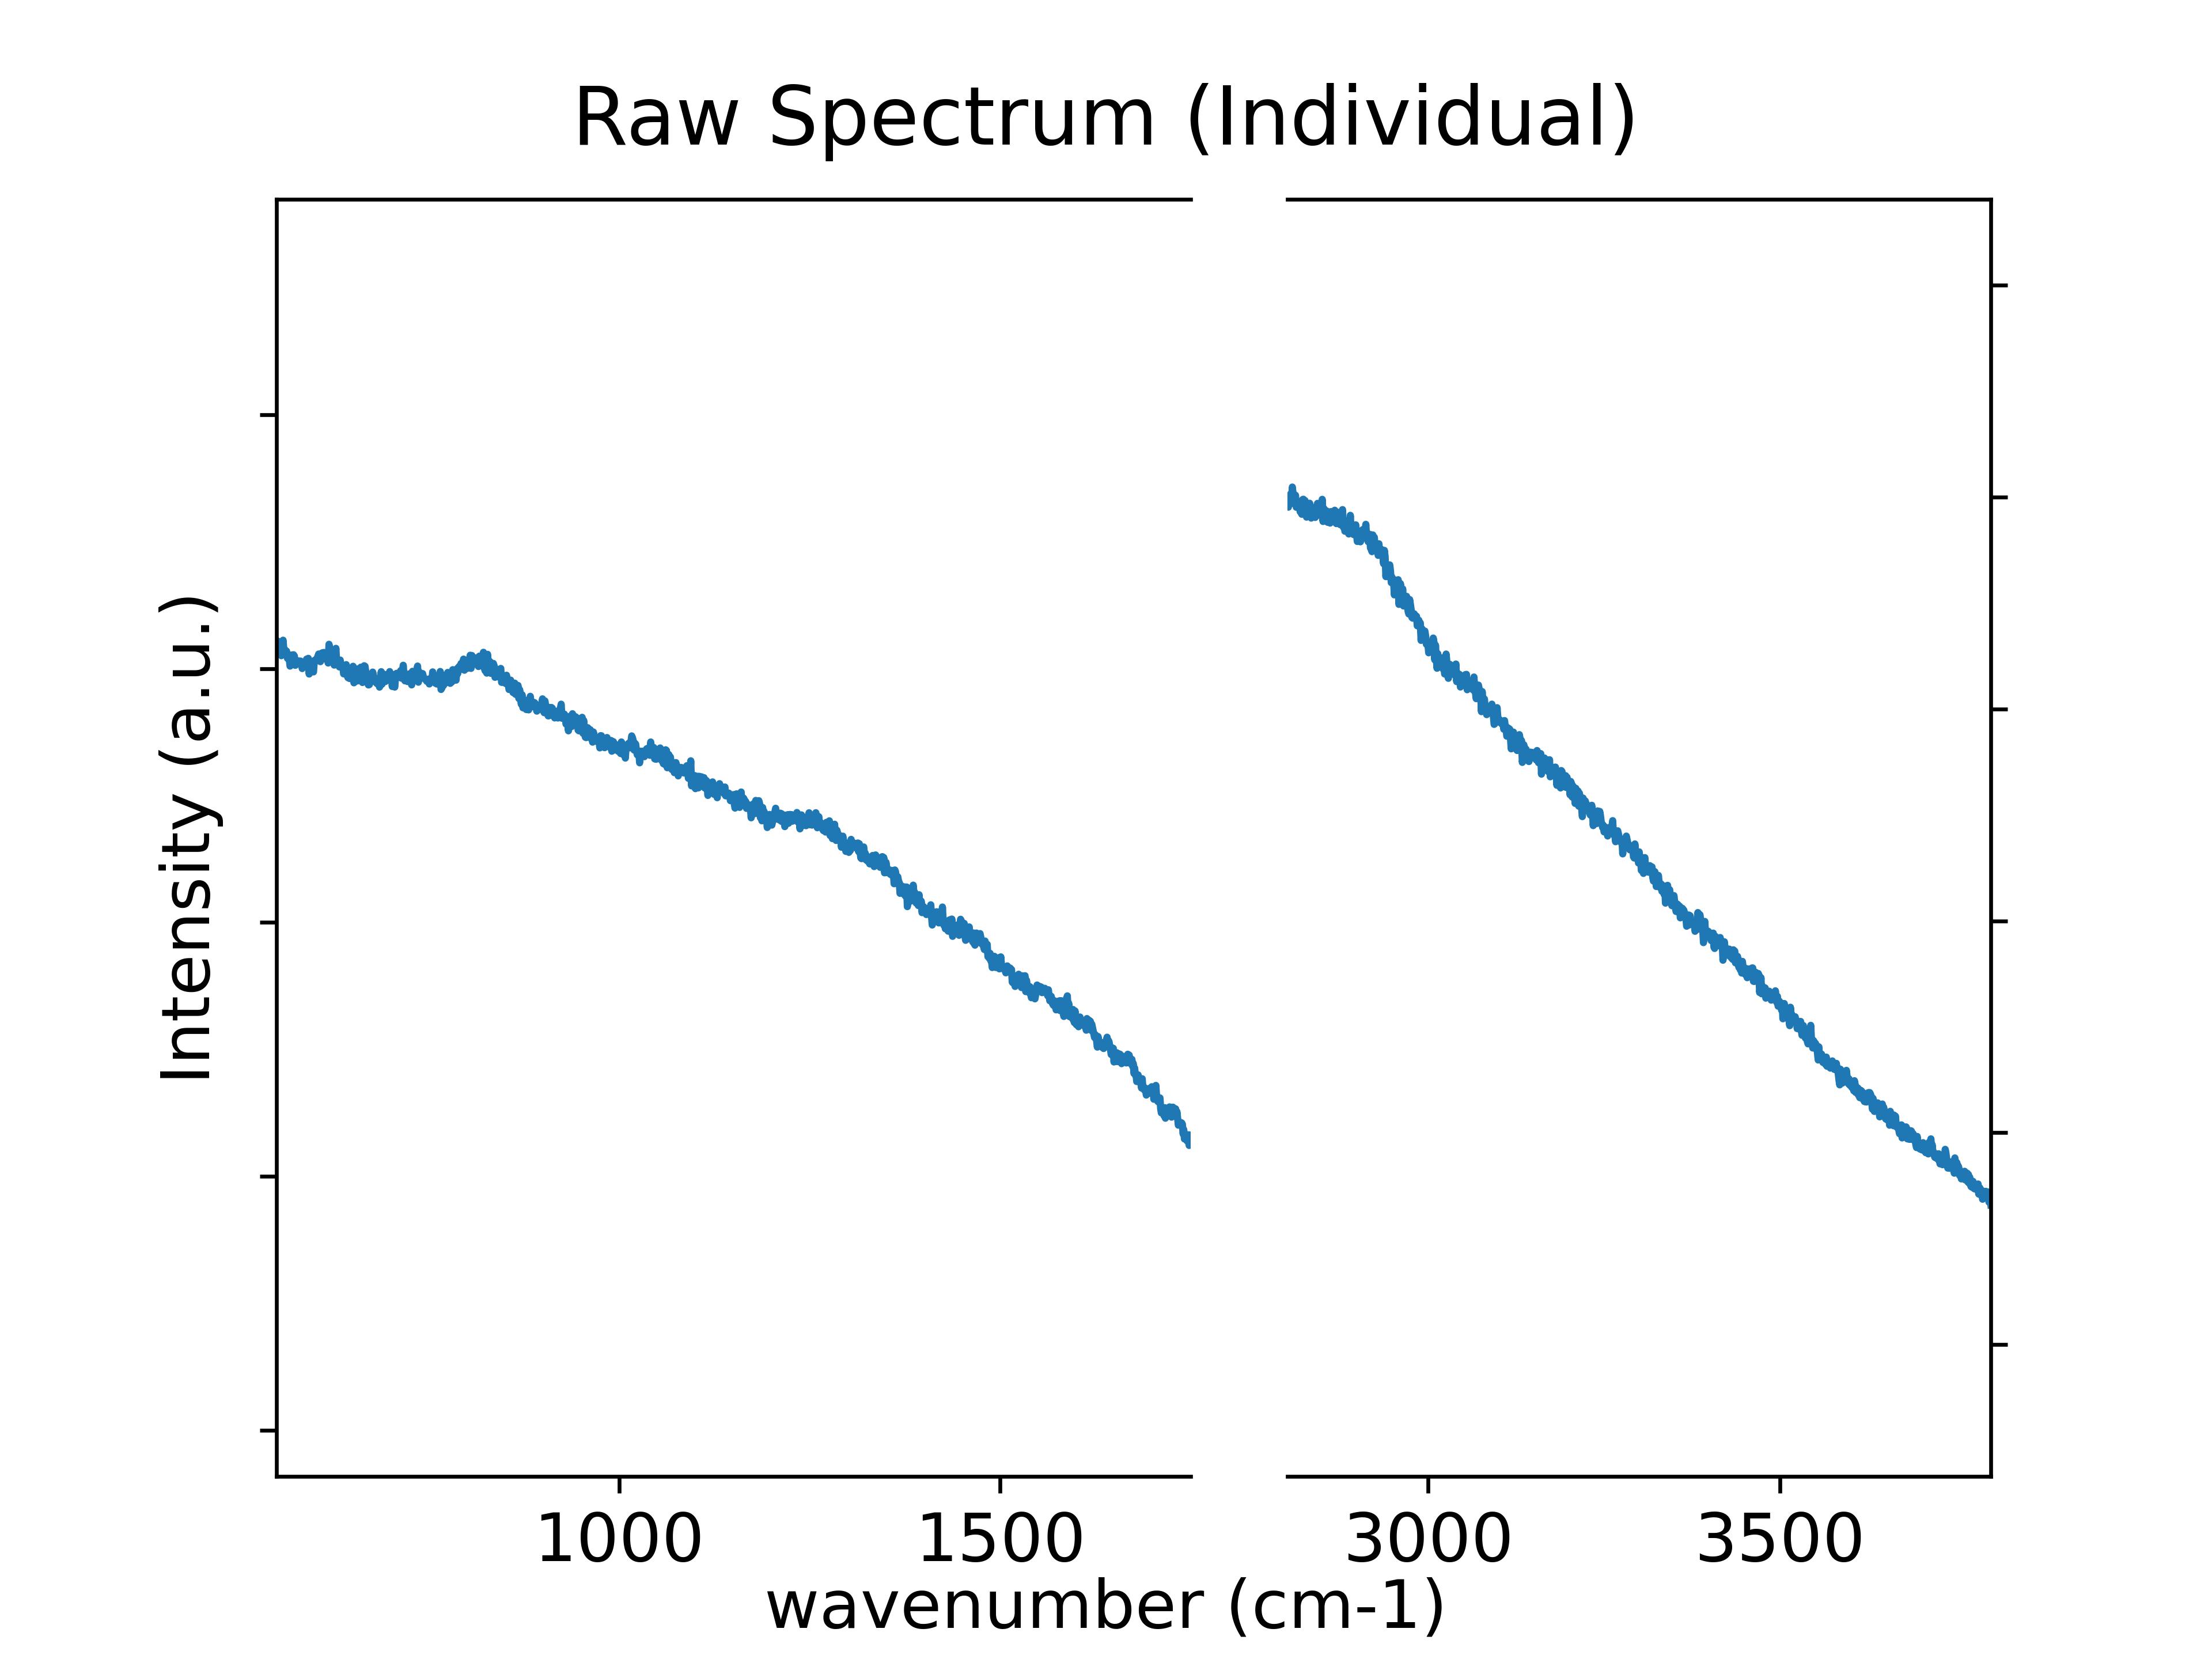 Raw Spectrum (Individual)
Intensity (a.u.)
1000 1500 3000 3500
wavenumber (cm-1)